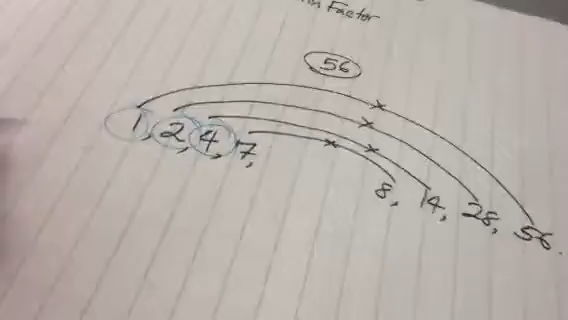 Factor
56
1, 2, 4, 7,
8, 14, 28, 56.